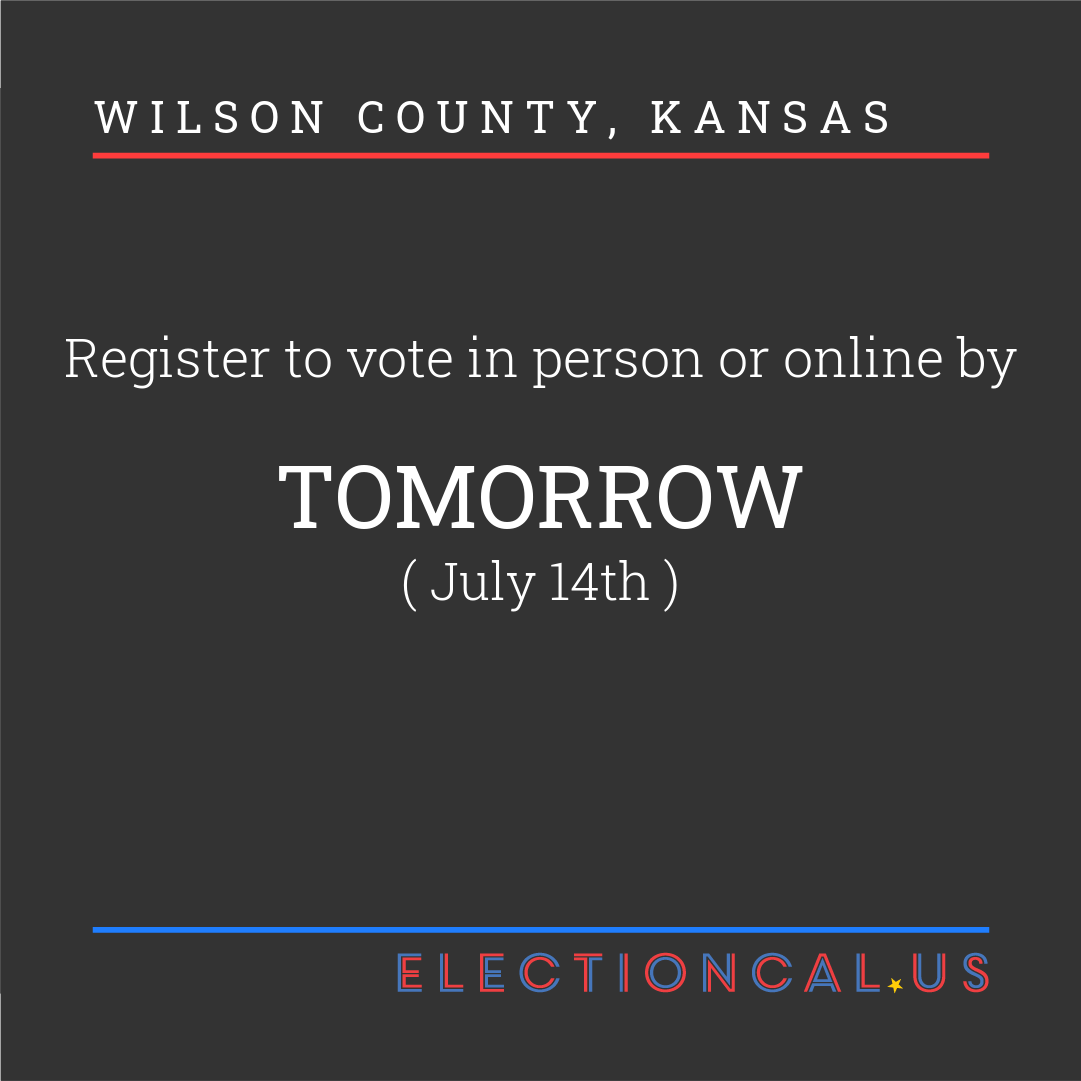 WILSON COUNTY, KANSAS
Register to vote in person or online by
TOMORROW
( July 14th )
ELECTIONCAL.US